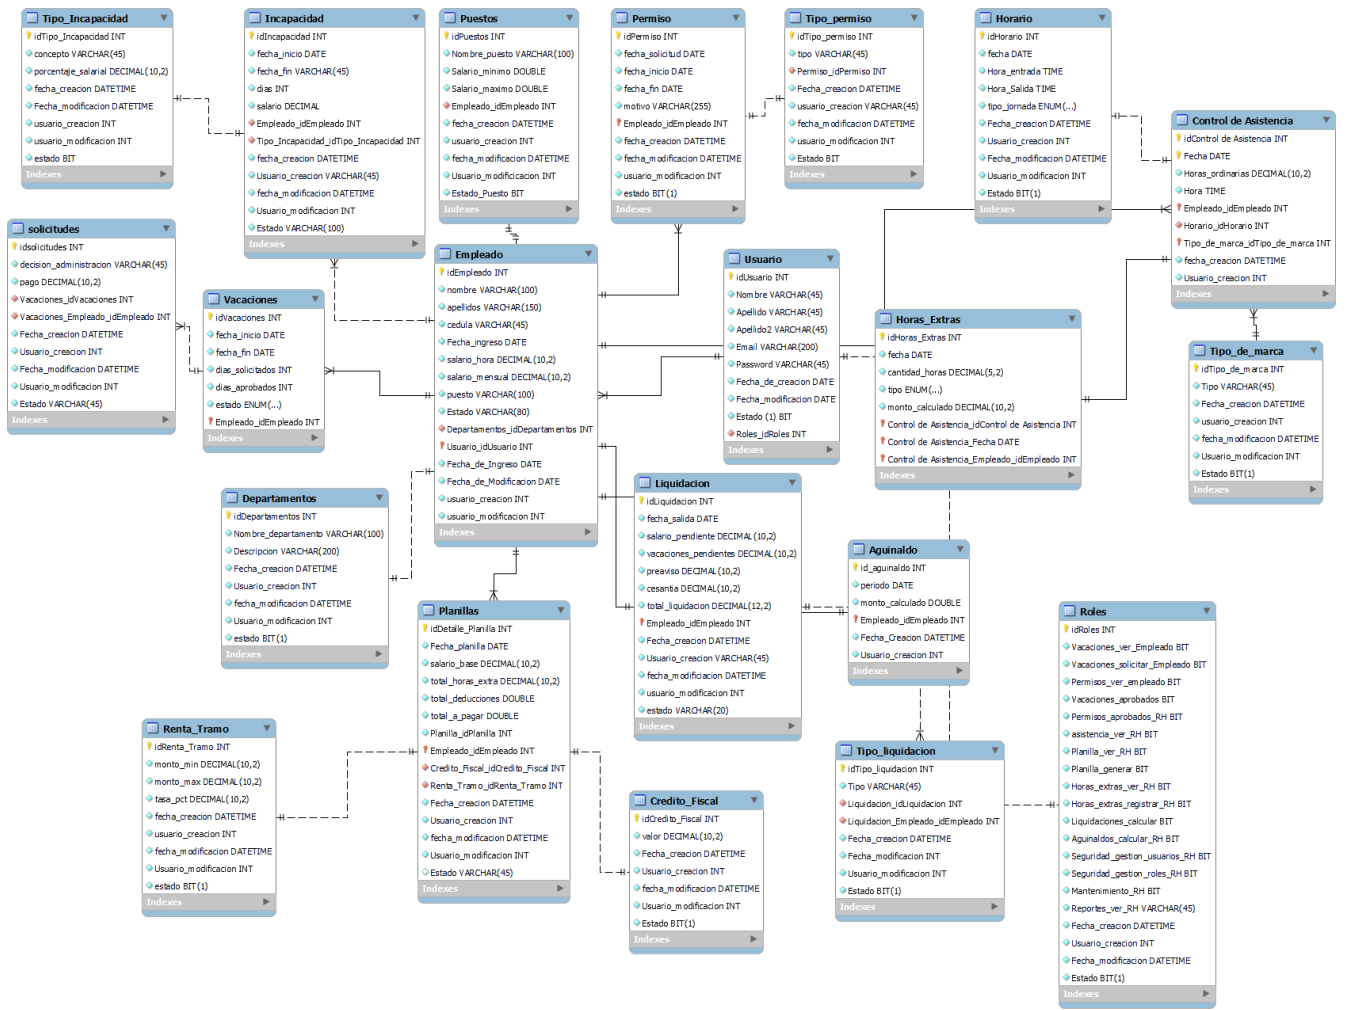 Tipo_Incapacidad
idTipo_Incapacidad INT
concepto VARCHAR(45)
porcentaje_salarial DECIMAL(10,2)
fecha_creacion DATETIME
Fecha_modificacion DATETIME
usuario_creacion INT
usuario_modificacion INT
estado BIT
Indexes
Incapacidad
idIncapacidad INT
fecha_inicio DATE
fecha_fin VARCHAR(45)
dias INT
salario DECIMAL
Empleado_idEmpleado INT
Tipo_Incapacidad_idTipo_Incapacidad INT
fecha_creacion DATETIME
Usuario_creacion VARCHAR(45)
fecha_modificacion DATETIME
Usuario_modificacion INT
Estado VARCHAR(100)
Indexes
Puestos
idPuestos INT
Nombre_puesto VARCHAR(100)
Salario_minimo DOUBLE
Salario_maximo DOUBLE
Empleado_idEmpleado INT
fecha_creacion DATETIME
usuario_creacion INT
fecha_modificacion DATETIME
Usuario_modificicacion INT
Estado_Puesto BIT
Indexes
Permiso
idPermiso INT
fecha_solicitud DATE
fecha_inicio DATE
fecha_fin DATE
motivo VARCHAR(255)
Empleado_idEmpleado INT
fecha_creacion DATETIME
fecha_modificacion DATETIME
usuario_modificacion INT
estado BIT(1)
Indexes
Tipo_permiso
idTipo_permiso INT
tipo VARCHAR(45)
Permiso_idPermiso INT
Fecha_creacion DATETIME
usuario_creacion VARCHAR(45)
fecha_modificacion DATETIME
usuario_modificacion INT
Estado BIT
Indexes
Horario
idHorario INT
fecha DATE
Hora_entrada TIME
Hora_Salida TIME
tipo_jornada ENUM(...)
Fecha_creacion DATETIME
Usuario_creacion INT
Fecha_modificacion DATETIME
Usuario_modificacion INT
Estado BIT(1)
Indexes
Control de Asistencia
idControl de Asistencia INT
Fecha DATE
Horas_ordinarias DECIMAL(10,2)
Hora TIME
Empleado_idEmpleado INT
Horario_idHorario INT
Tipo_de_marca_idTipo_de_marca INT
fecha_creacion DATETIME
Usuario_creacion INT
Indexes
solicitudes
idsolicitudes INT
decision_administracion VARCHAR(45)
pago DECIMAL(10,2)
Vacaciones_idVacaciones INT
Vacaciones_Empleado_idEmpleado INT
Fecha_creacion DATETIME
Usuario_creacion INT
Fecha_modificacion DATETIME
Usuario_modificacion INT
Estado VARCHAR(45)
Indexes
Vacaciones
idVacaciones INT
fecha_inicio DATE
fecha_fin DATE
dias_solicitados INT
dias_aprobados INT
estado ENUM(...)
Empleado_idEmpleado INT
Indexes
Empleado
idEmpleado INT
nombre VARCHAR(100)
apellidos VARCHAR(150)
cedula VARCHAR(45)
Fecha_ingreso DATE
salario_hora DECIMAL(10,2)
salario_mensual DECIMAL(10,2)
puesto VARCHAR(100)
Estado VARCHAR(80)
Departamentos_idDepartamentos INT
Usuario_idUsuario INT
Fecha_de_Ingreso DATE
Fecha_de_Modificacion DATE
usuario_creacion INT
usuario_modificacion INT
Indexes
Usuario
idUsuario INT
Nombre VARCHAR(45)
Apellido VARCHAR(45)
Apellido2 VARCHAR(45)
Email VARCHAR(200)
Password VARCHAR(45)
Fecha_de_creacion DATE
Fecha_modificacion DATE
Estado (1) BIT
Roles_idRoles INT
Indexes
Horas_Extras
idHoras_Extras INT
fecha DATE
cantidad_horas DECIMAL(5,2)
tipo ENUM(...)
monto_calculado DECIMAL(10,2)
Control de Asistencia_idControl de Asistencia INT
Control de Asistencia_Fecha DATE
Control de Asistencia_Empleado_idEmpleado INT
Indexes
Tipo_de_marca
idTipo_de_marca INT
Tipo VARCHAR(45)
Fecha_creacion DATETIME
usuario_creacion INT
fecha_modificacion DATETIME
Usuario_modificacion INT
Estado BIT(1)
Indexes
Departamentos
idDepartamentos INT
Nombre_departamento VARCHAR(100)
Descripcion VARCHAR(200)
Fecha_creacion DATETIME
Usuario_creacion INT
fecha_modificacion DATETIME
Usuario_modificacion INT
estado BIT(1)
Indexes
Liquidacion
idLiquidacion INT
fecha_salida DATE
salario_pendiente DECIMAL(10,2)
vacaciones_pendientes DECIMAL(10,2)
preaviso DECIMAL(10,2)
cesantia DECIMAL(10,2)
total_liquidacion DECIMAL(12,2)
Empleado_idEmpleado INT
Fecha_creacion DATETIME
Usuario_creacion VARCHAR(45)
fecha_modificiacion DATETIME
usuario_modificacion INT
estado VARCHAR(20)
Indexes
Aguinaldo
id_aguinaldo INT
periodo DATE
monto_calculado DOUBLE
Empleado_idEmpleado INT
Fecha_Creacion DATETIME
Usuario_creacion INT
Indexes
Planillas
idDetalle_Planilla INT
Fecha_planilla DATE
salario_base DECIMAL(10,2)
total_horas_extra DECIMAL(10,2)
total_deducciones DOUBLE
total_a_pagar DOUBLE
Planilla_idPlanilla INT
Empleado_idEmpleado INT
Credito_Fiscal_idCredito_Fiscal INT
Renta_Tramo_idRenta_Tramo INT
Fecha_creacion DATETIME
Usuario_creacion INT
fecha_modificacion DATETIME
Usuario_modificacion INT
Estado VARCHAR(45)
Indexes
Roles
idRoles INT
Vacaciones_ver_Empleado BIT
Vacaciones_solicitar_Empleado BIT
Permisos_ver_empleado BIT
Vacaciones_aprobados BIT
Permisos_aprobados_RH BIT
asistencia_ver_RH BIT
Planilla_ver_RH BIT
Planilla_generar BIT
Horas_extras_ver_RH BIT
Horas_extras_registrar_RH BIT
Liquidaciones_calcular BIT
Aguinaldos_calcular_RH BIT
Seguridad_gestion_usuarios_RH BIT
Seguridad_gestion_roles_RH BIT
Mantenimiento_RH BIT
Reportes_ver_RH VARCHAR(45)
Fecha_creacion DATETIME
Usuario_creacion INT
Fecha_modificacion DATETIME
Estado BIT(1)
Indexes
Renta_Tramo
idRenta_Tramo INT
monto_min DECIMAL(10,2)
monto_max DECIMAL(10,2)
tasa_pct DECIMAL(10,2)
fecha_creacion DATETIME
usuario_creacion INT
fecha_modificacion DATETIME
Usuario_modificacion INT
estado BIT(1)
Indexes
Tipo_liquidacion
idTipo_liquidacion INT
Tipo VARCHAR(45)
Liquidacion_idLiquidacion INT
Liquidacion_Empleado_idEmpleado INT
Fecha_creacion DATETIME
Fecha_modificacion INT
Usuario_modificacion INT
Estado BIT(1)
Indexes
Credito_Fiscal
idCredito_Fiscal INT
valor DECIMAL(10,2)
Fecha_creacion DATETIME
Usuario_creacion INT
fecha_modificacion DATETIME
Usuario_modificacion INT
Estado BIT(1)
Indexes